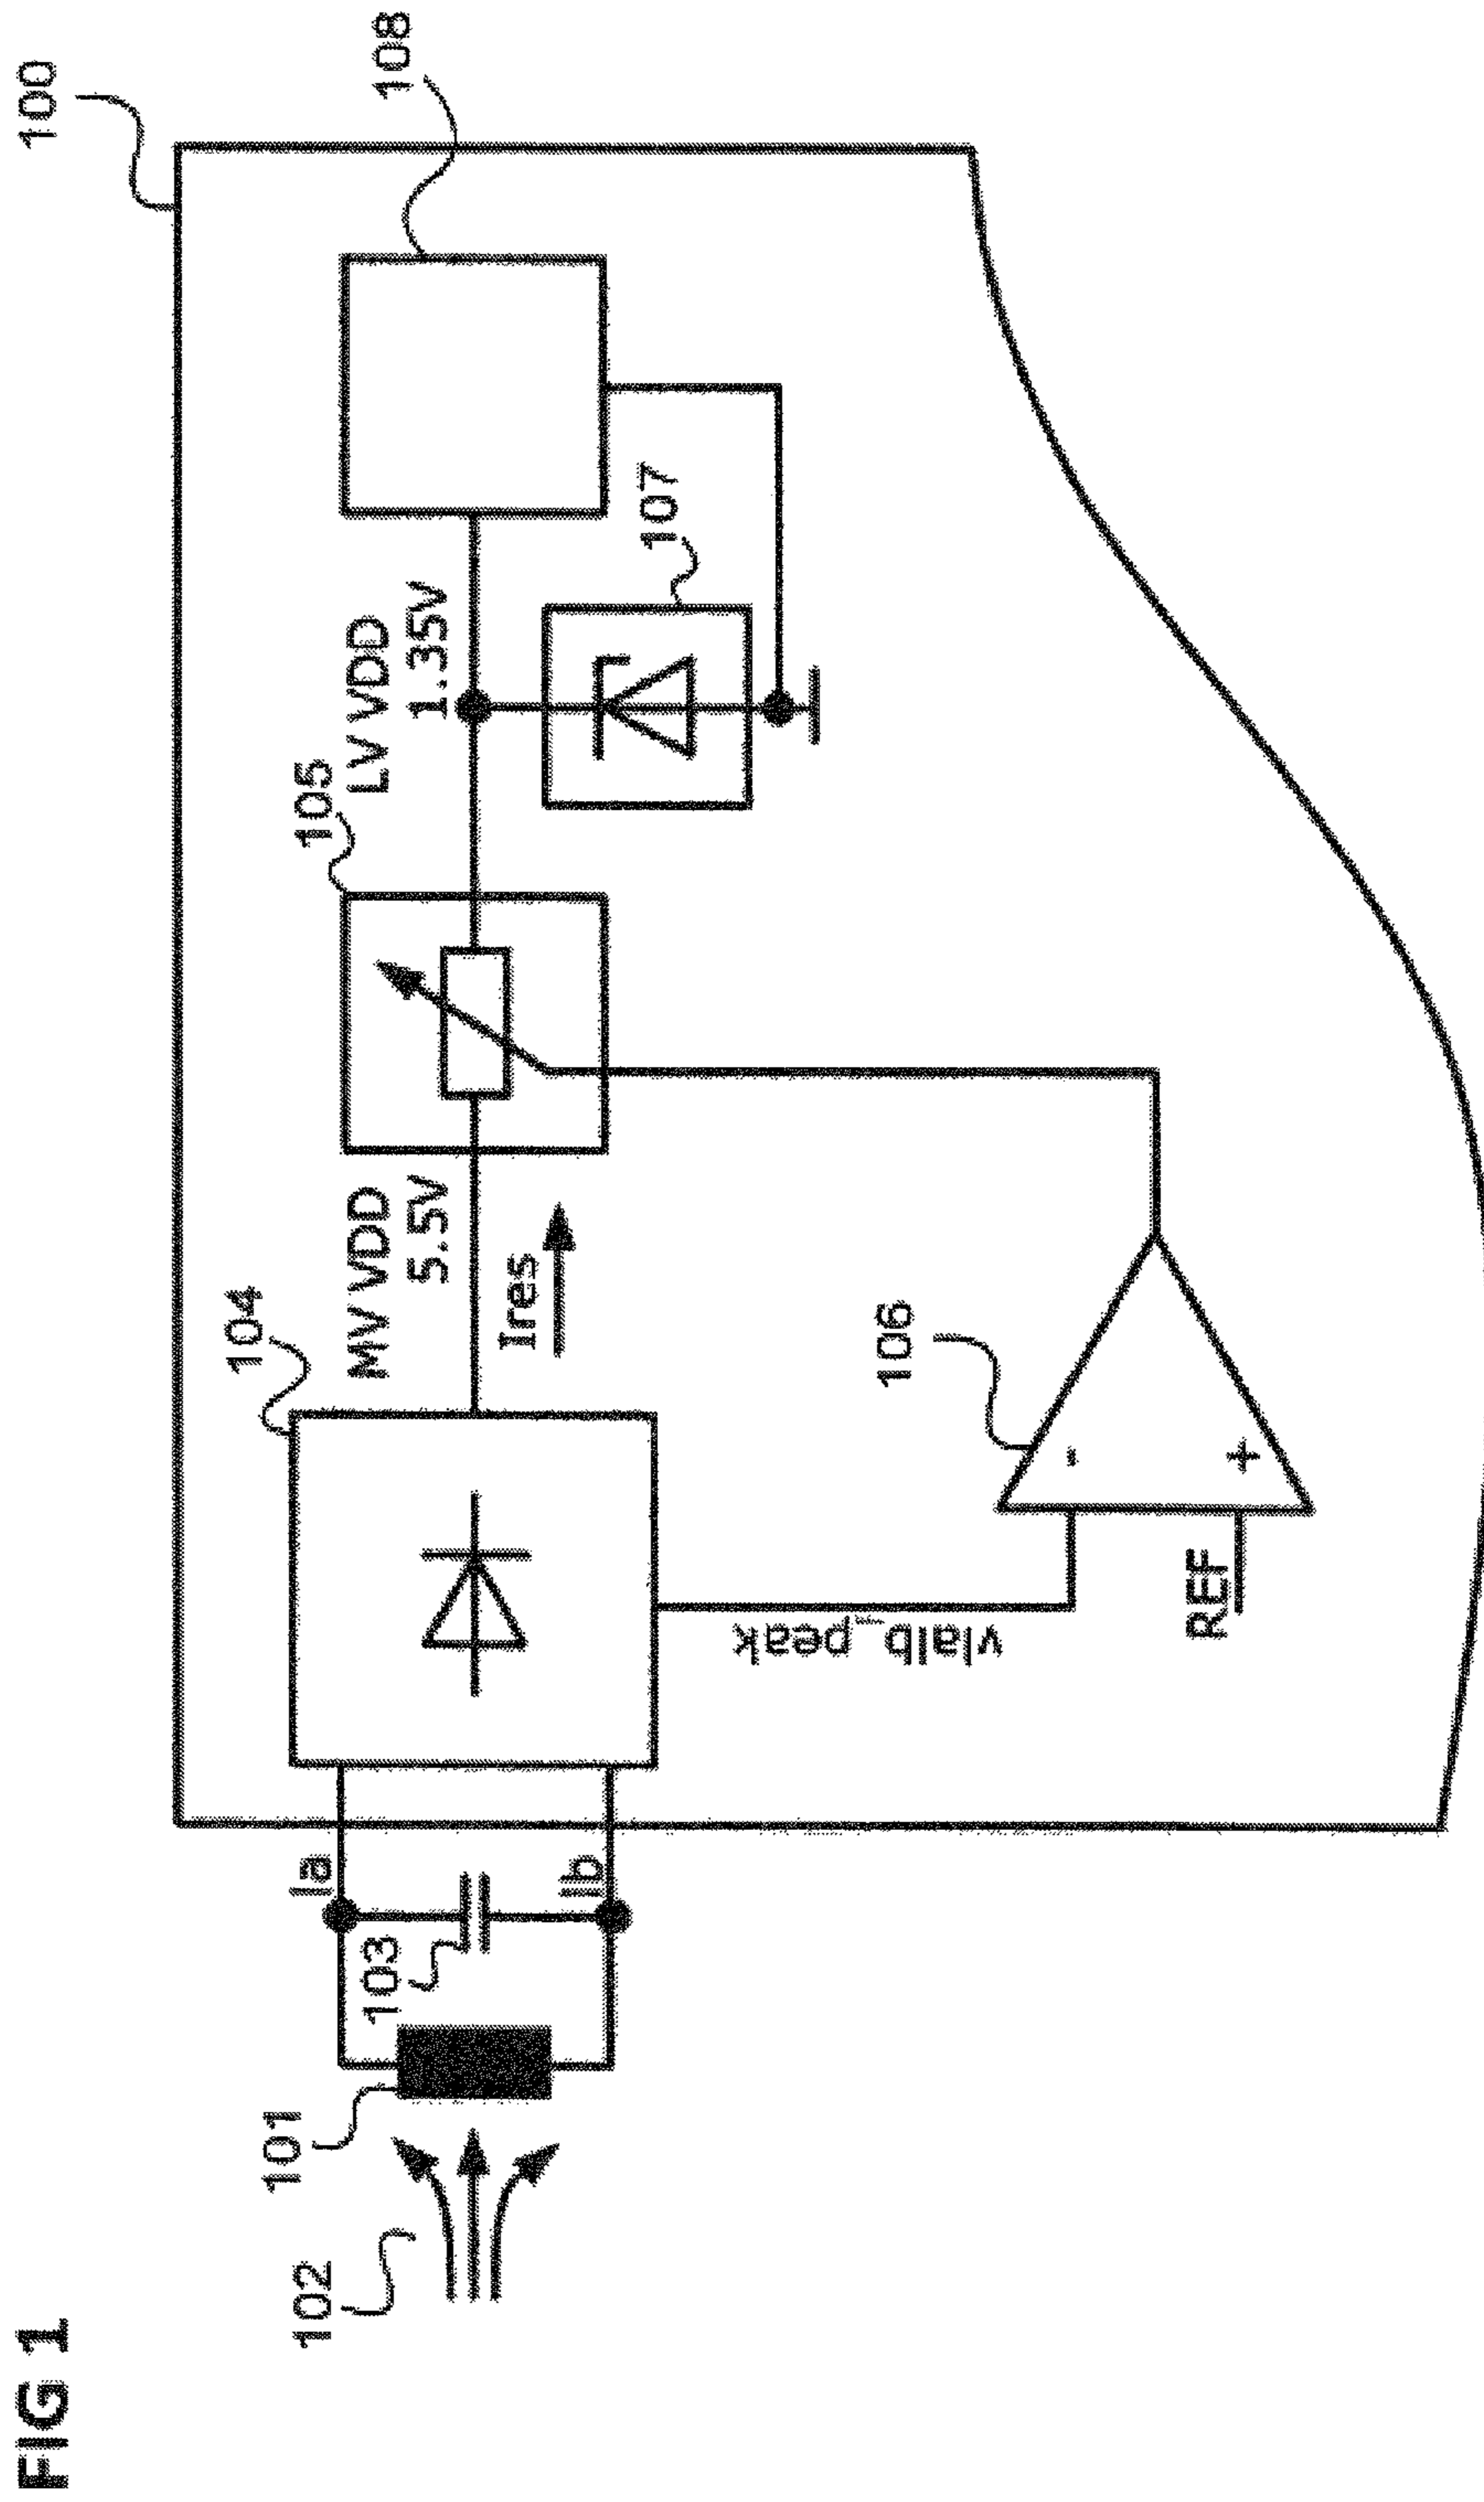 FIG 1
100
108
105
LV VDD
1.35V
107
104
MV VDD
5.5V
Ires
106
-
+
REF
vlalb_peak
la
lb
103
101
102